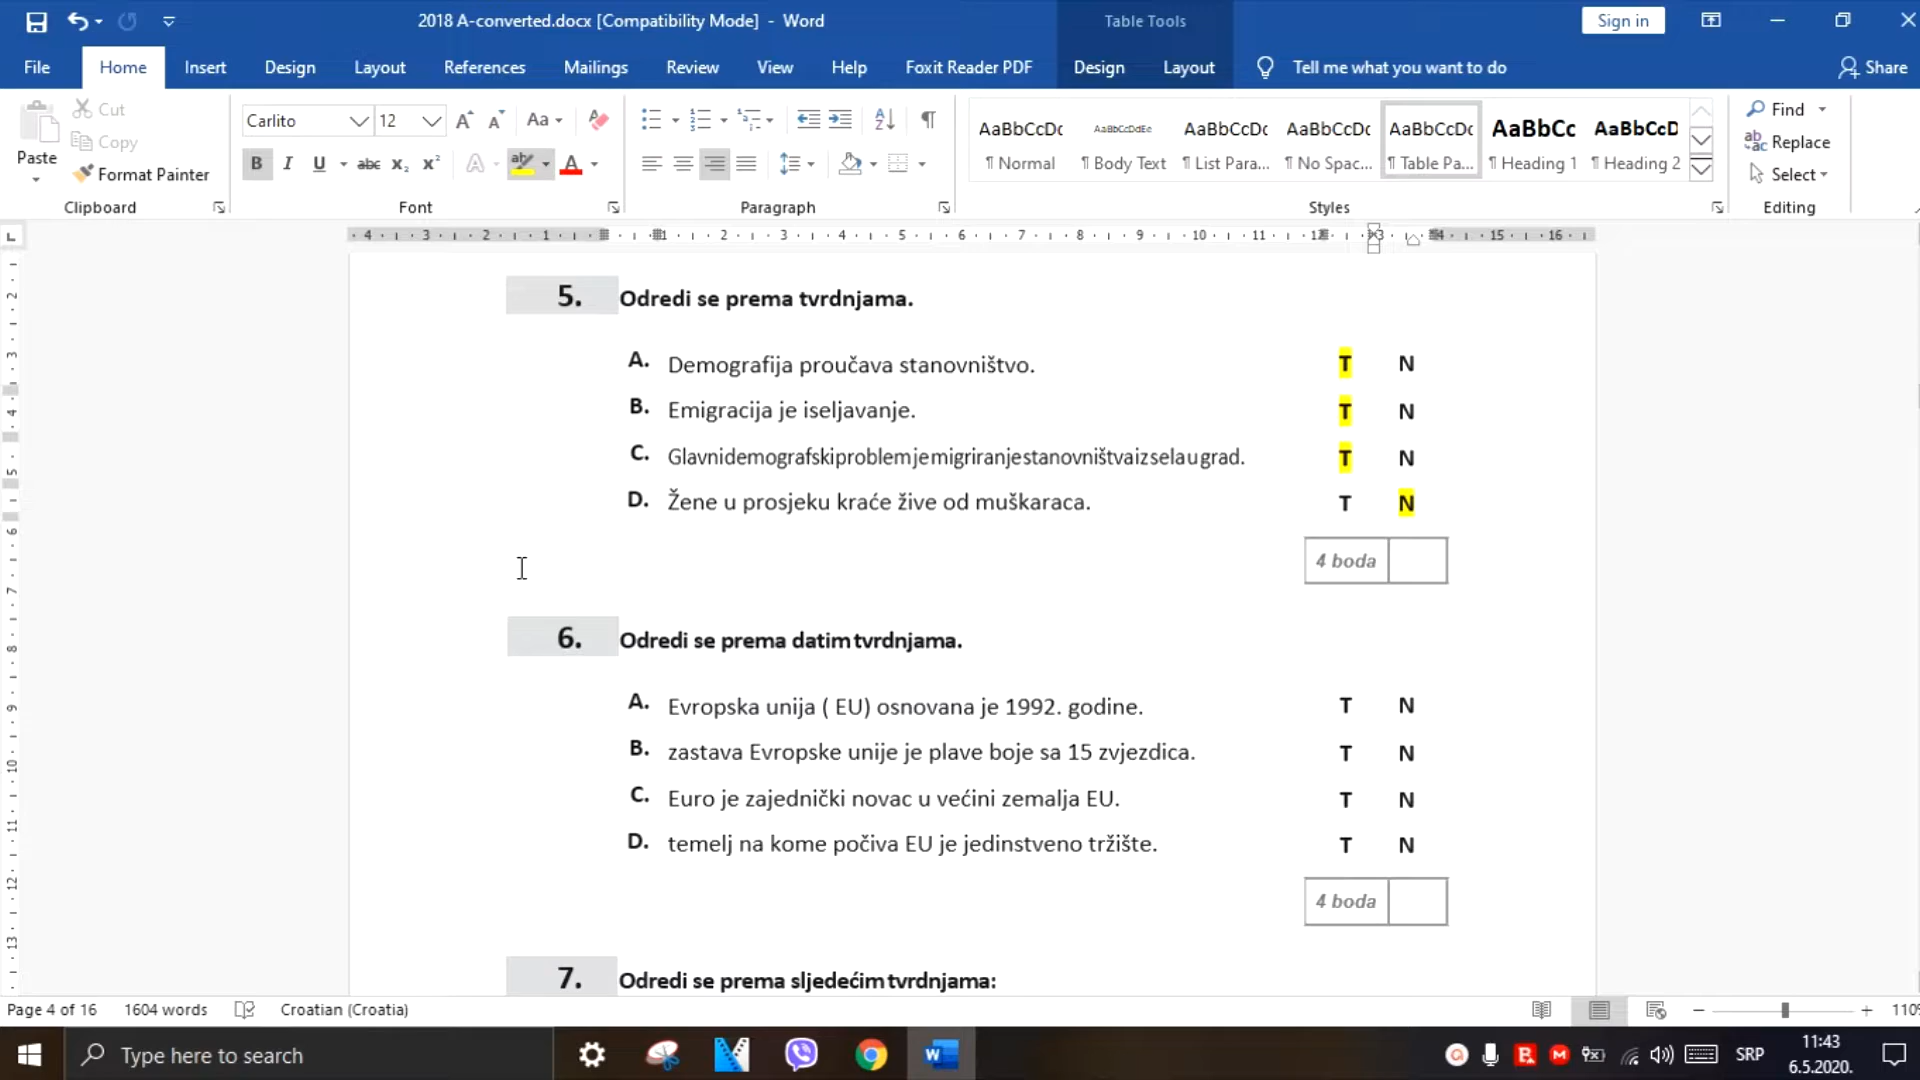 2018 A-converted.docx [Compatibility Mode] - Word
Table Tools
Sign in
File Home Insert Design Layout References Mailings Review View Help Foxit Reader PDF Design Layout Tell me what you want to do Share
Paste
Cut
Copy
Format Painter
Clipboard
Carlito 12
Font
Paragraph
AaBbCcDc AaBbCcDdEe AaBbCcDc AaBbCcDc AaBbCcDc AaBbCc AaBbCcD
¶ Normal ¶ Body Text ¶ List Para... ¶ No Spac... ¶ Table Pa... ¶ Heading 1 ¶ Heading 2
Styles
Find
Replace
Select
Editing
5. Odredi se prema tvrdnjama.
A. Demografija proučava stanovništvo. T N
B. Emigracija je iseljavanje. T N
C. Glavnidemografskiproblemjemigriranjestanovništvaizselaugrad. T N
D. Žene u prosjeku kraće žive od muškaraca. T N
4 boda
6. Odredi se prema datim tvrdnjama.
A. Evropska unija ( EU) osnovana je 1992. godine. T N
B. zastava Evropske unije je plave boje sa 15 zvjezdica. T N
C. Euro je zajednički novac u većini zemalja EU. T N
D. temelj na kome počiva EU je jedinstveno tržište. T N
4 boda
7. Odredi se prema sljedećim tvrdnjama:
Page 4 of 16 1604 words Croatian (Croatia) 110%
Type here to search
SRP
11:43
6.5.2020.